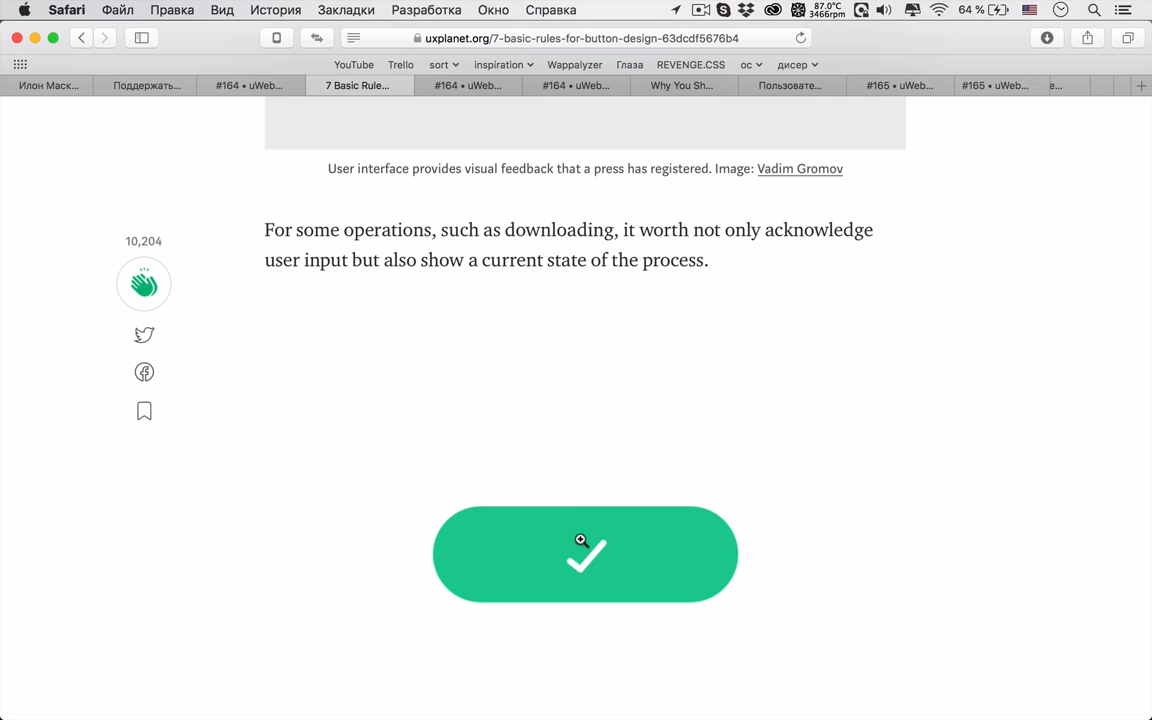 Safari Файл Правка Вид История Закладки Разработка Окно Справка 87.0°C 3466rpm 64 %
uxplanet.org/7-basic-rules-for-button-design-63dcdf5676b4
YouTube Trello sort inspiration Wappalyzer Глаза REVENGE.CSS ос дисер
Илон Маск... Поддержать... #164 • uWeb... 7 Basic Rule... #164 • uWeb... #164 • uWeb... Why You Sh... Пользовате... #165 • uWeb... #165 • uWeb... е...
User interface provides visual feedback that a press has registered. Image: Vadim Gromov
For some operations, such as downloading, it worth not only acknowledge
user input but also show a current state of the process.
10,204